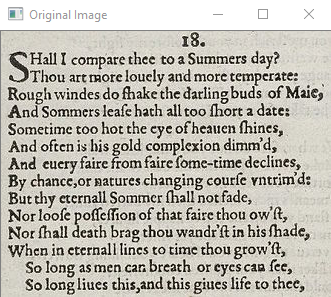 Original Image
18.
SHall I compare thee to a Summers day?
Thou art more louely and more temperate:
Rough windes do ſhake the darling buds of Maie,
And Sommers leaſe hath all too ſhort a date:
Sometime too hot the eye of heauen ſhines,
And often is his gold complexion dimm'd,
And euery faire from faire ſome-time declines,
By chance,or natures changing courſe vntrim'd:
But thy eternall Sommer ſhall not fade,
Nor looſe poſſeſſion of that faire thou ow'ſt,
Nor ſhall death brag thou wandr'ſt in his ſhade,
When in eternall lines to time thou grow'ſt,
So long as men can breath or eyes can ſee,
So long liues this,and this giues life to thee,